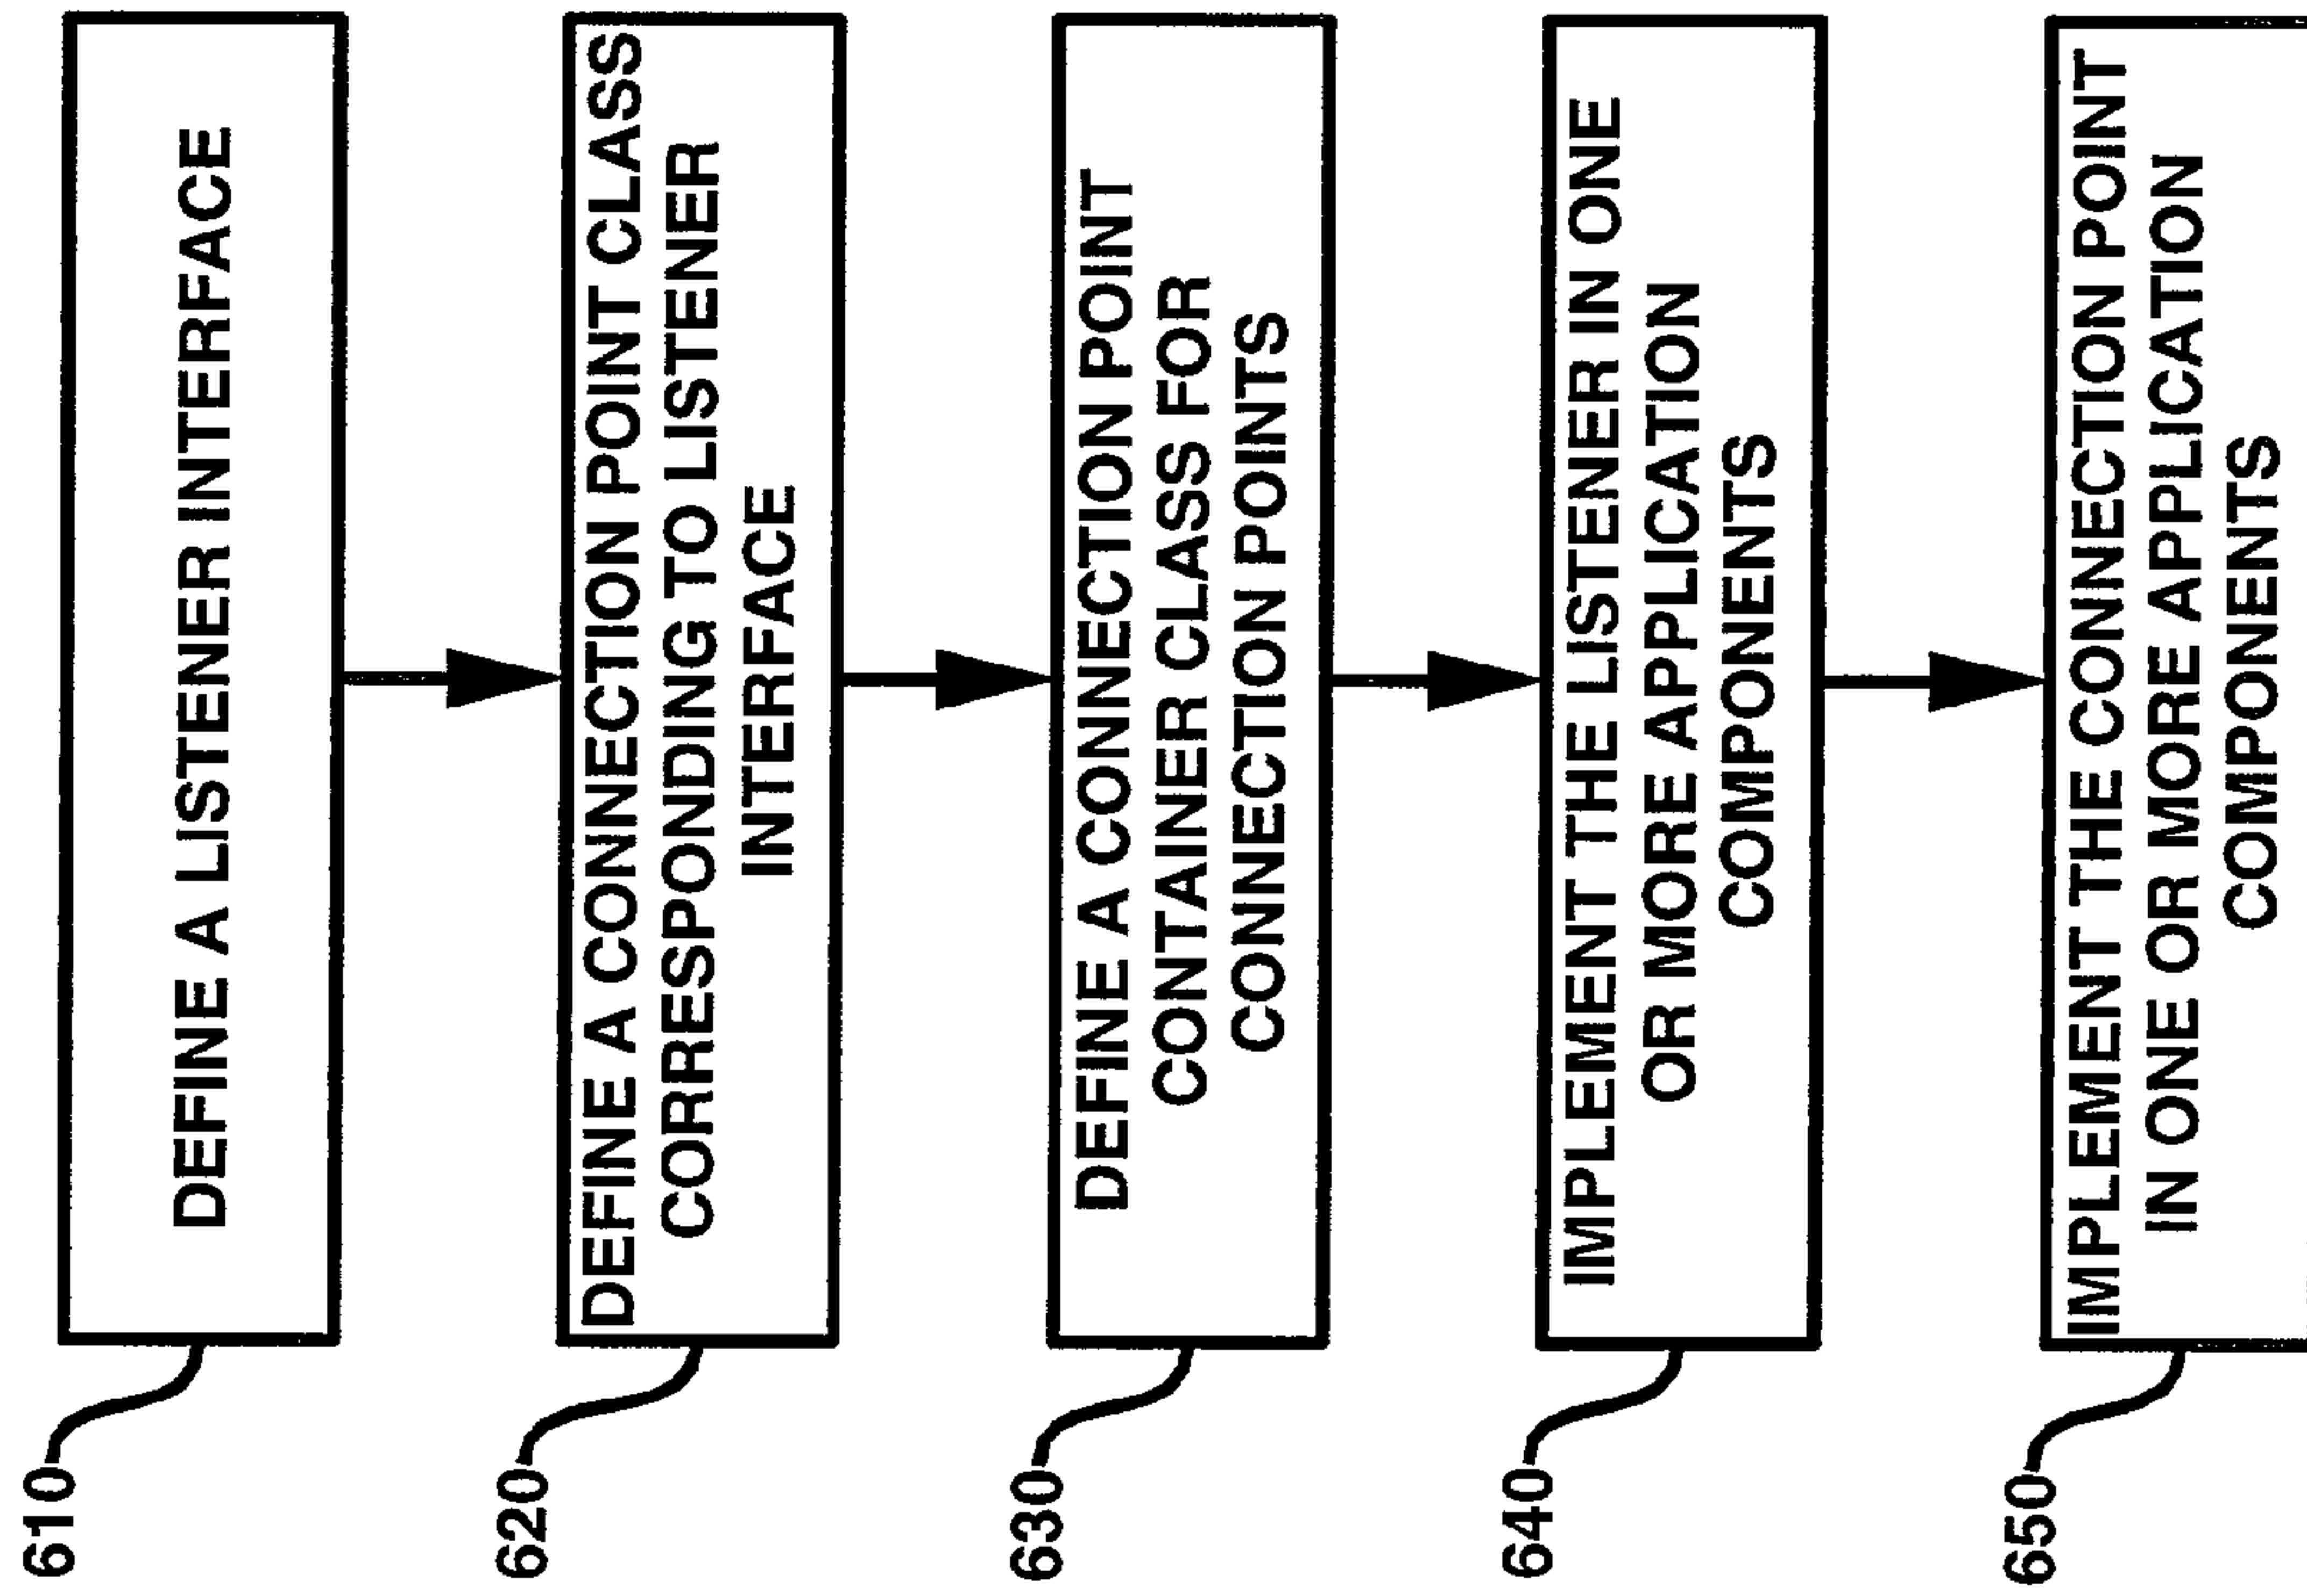 610
DEFINE A LISTENER INTERFACE
620
DEFINE A CONNECTION POINT CLASS
CORRESPONDING TO LISTENER
INTERFACE
630
DEFINE A CONNECTION POINT
CONTAINER CLASS FOR
CONNECTION POINTS
640
IMPLEMENT THE LISTENER IN ONE
OR MORE APPLICATION
COMPONENTS
650
IMPLEMENT THE CONNECTION POINT
IN ONE OR MORE APPLICATION
COMPONENTS